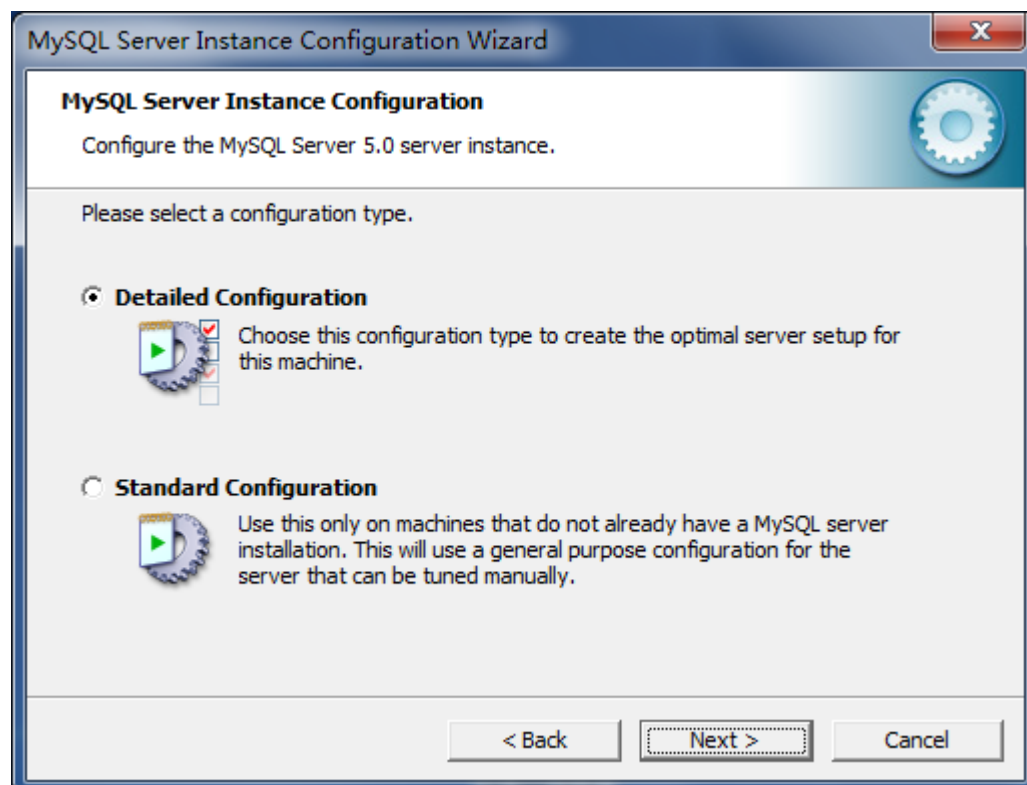 MySQL Server Instance Configuration Wizard
MySQL Server Instance Configuration
Configure the MySQL Server 5.0 server instance.
Please select a configuration type.
Detailed Configuration
Choose this configuration type to create the optimal server setup for
this machine.
Standard Configuration
Use this only on machines that do not already have a MySQL server
installation. This will use a general purpose configuration for the
server that can be tuned manually.
< Back Next > Cancel